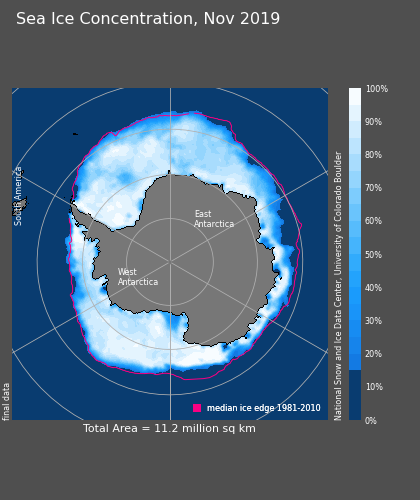 Sea Ice Concentration, Nov 2019
South America
East
Antarctica
West
Antarctica
median ice edge 1981-2010
final data
Total Area = 11.2 million sq km
National Snow and Ice Data Center, University of Colorado Boulder
100%
90%
80%
70%
60%
50%
40%
30%
20%
10%
0%